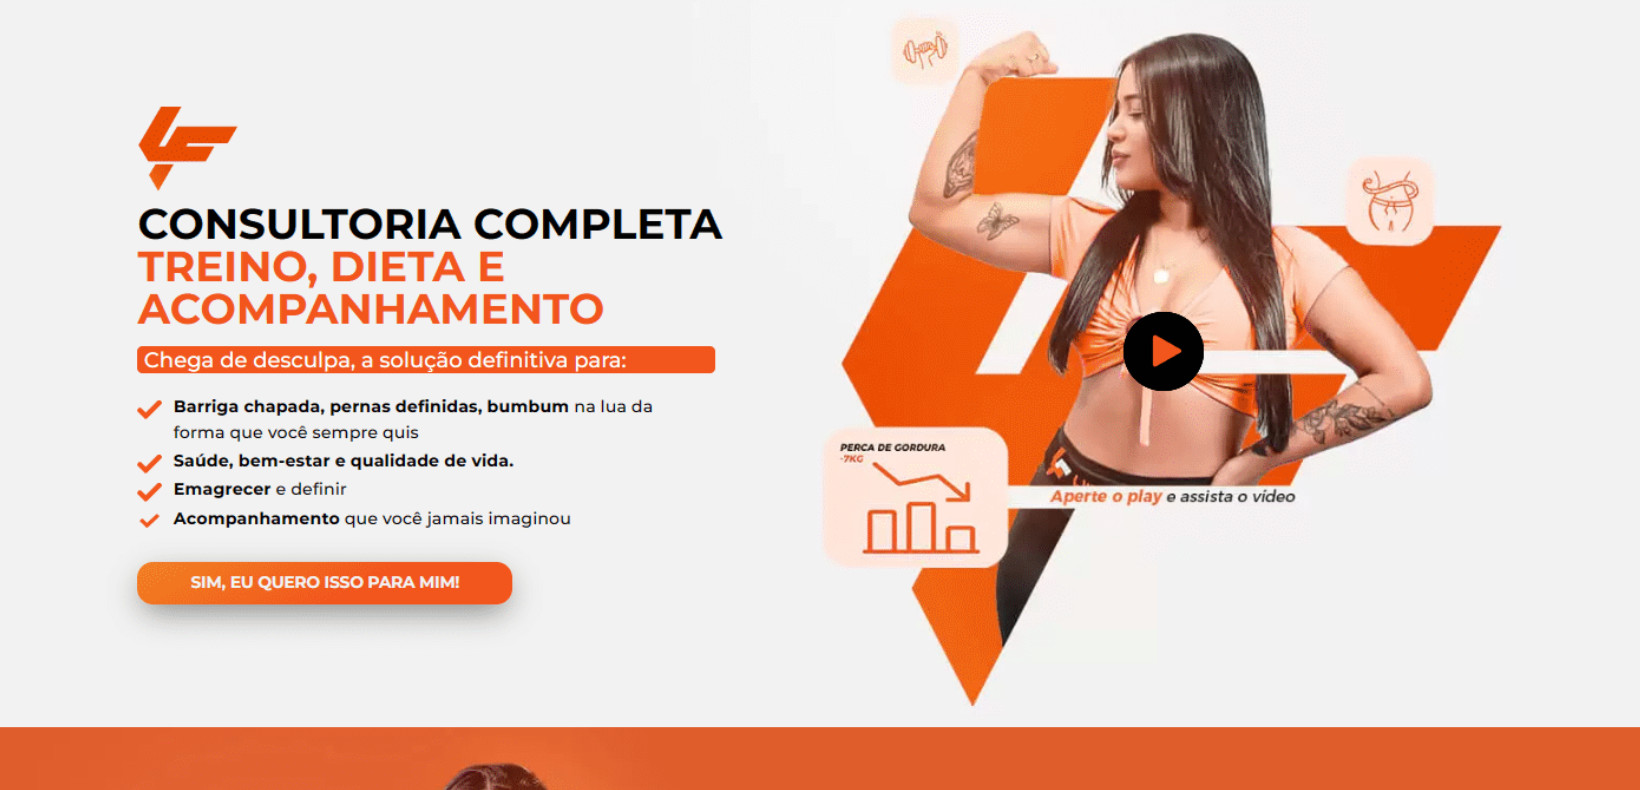 CONSULTORIA COMPLETA
TREINO, DIETA E
ACOMPANHAMENTO
Chega de desculpa, a solução definitiva para:
Barriga chapada, pernas definidas, bumbum na lua da
forma que você sempre quis
Saúde, bem-estar e qualidade de vida.
Emagrecer e definir
Acompanhamento que você jamais imaginou
SIM, EU QUERO ISSO PARA MIM!
PERCA DE GORDURA
-7KG
Aperte o play e assista o vídeo